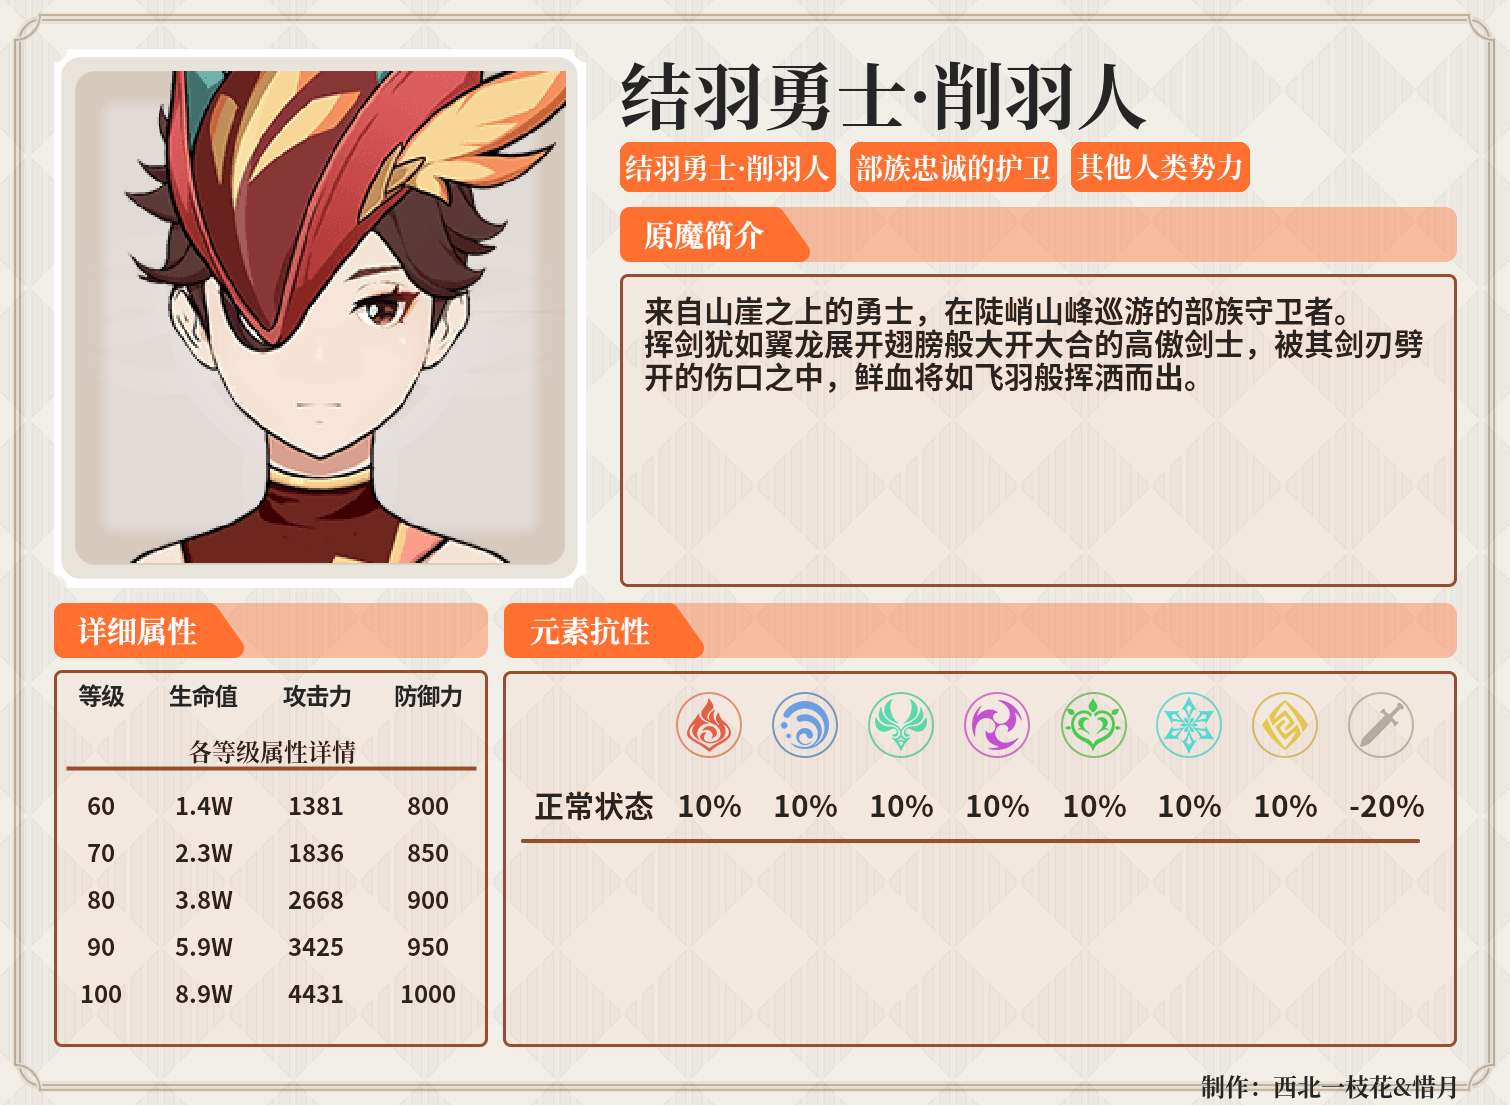 结羽勇士·削羽人
结羽勇士·削羽人 部族忠诚的护卫 其他人类势力
原魔简介
来自山崖之上的勇士，在陡峭山峰巡游的部族守卫者。
挥剑犹如翼龙展开翅膀般大开大合的高傲剑士，被其剑刃劈
开的伤口之中，鲜血将如飞羽般挥洒而出。
详细属性
等级 生命值 攻击力 防御力
各等级属性详情
60 1.4W 1381 800
70 2.3W 1836 850
80 3.8W 2668 900
90 5.9W 3425 950
100 8.9W 4431 1000
元素抗性
正常状态 10% 10% 10% 10% 10% 10% 10% -20%
制作：西北一枝花&惜月